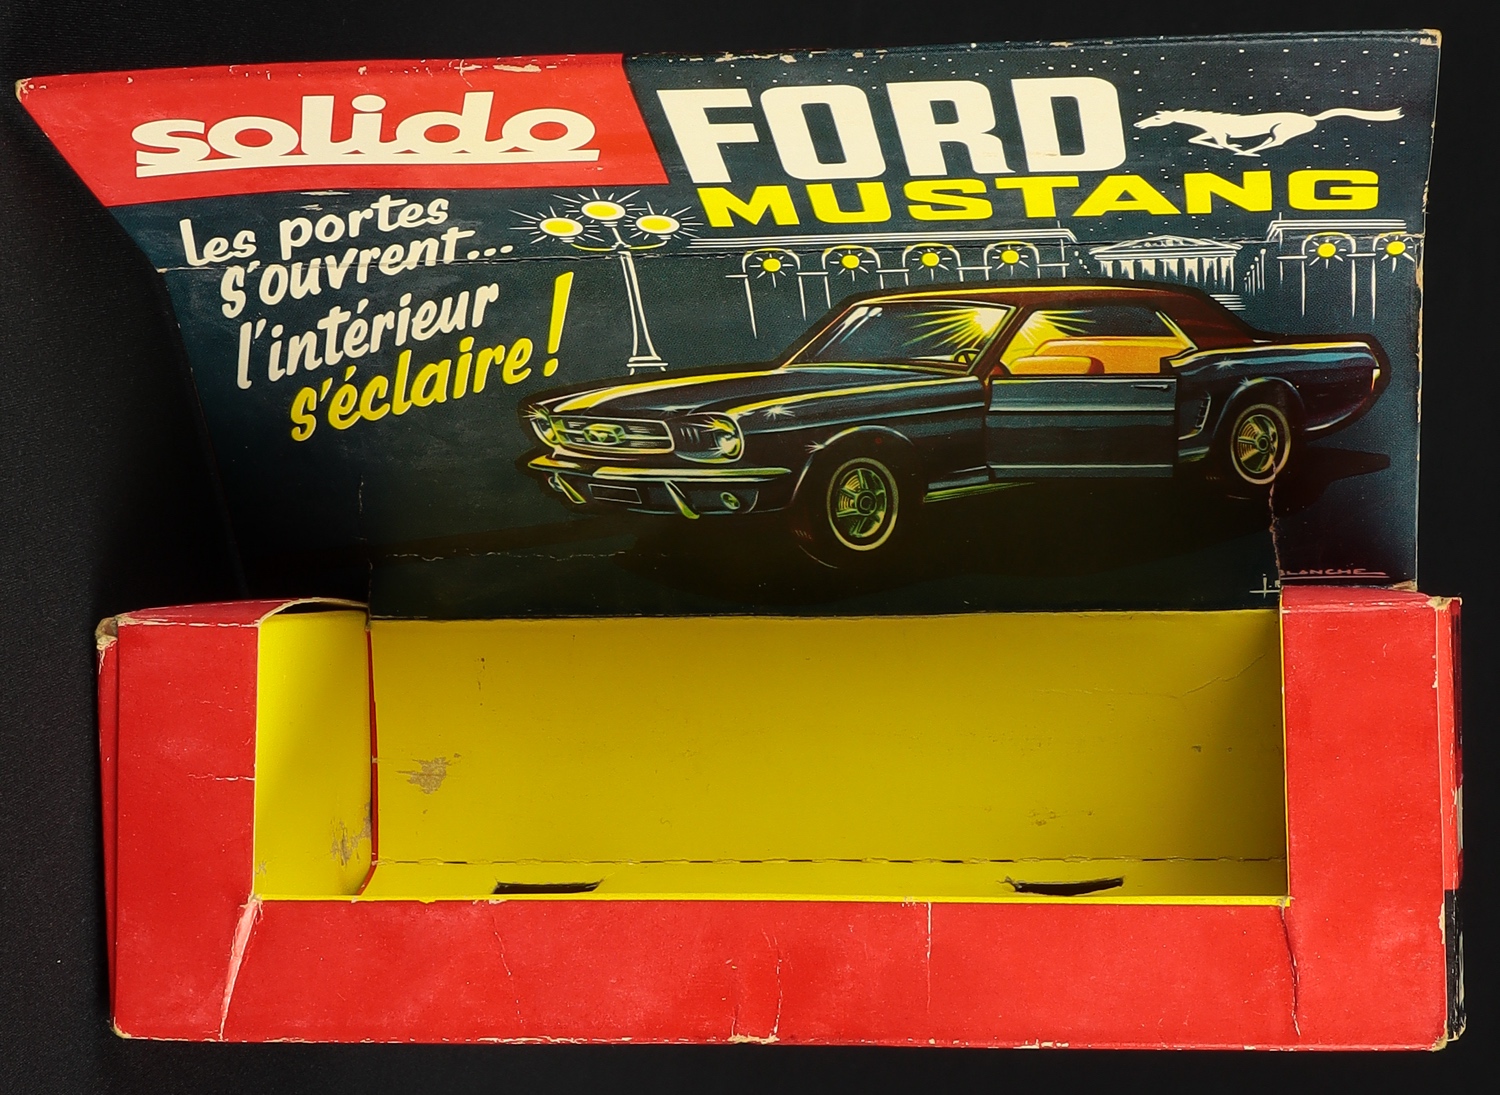 solido
FORD
MUSTANG
les portes
s'ouvrent...
l'intérieur
s'éclaire!